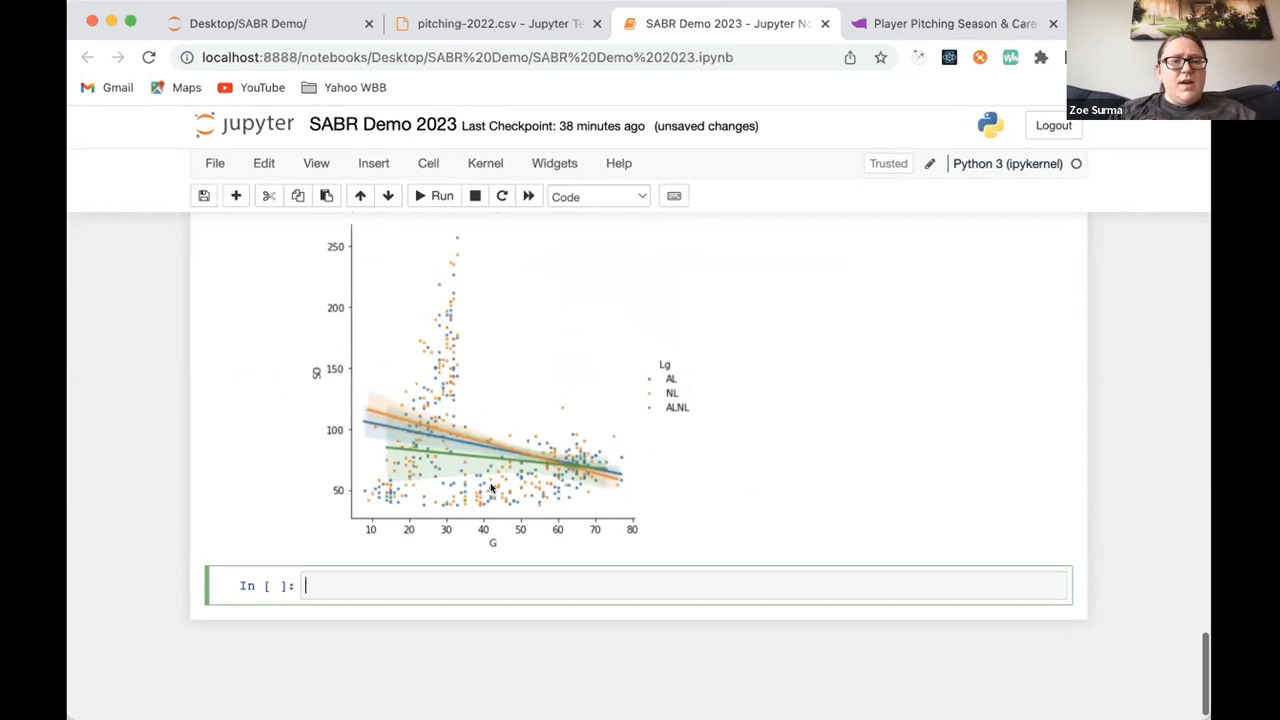 Desktop/SABR Demo/
pitching-2022.csv - Jupyter Te
SABR Demo 2023 - Jupyter No
Player Pitching Season & Care
localhost:8888/notebooks/Desktop/SABR%20Demo/SABR%20Demo%202023.ipynb
Gmail
Maps
YouTube
Yahoo WBB
Zoe Surma
jupyter
SABR Demo 2023 Last Checkpoint: 38 minutes ago (unsaved changes)
Logout
File Edit View Insert Cell Kernel Widgets Help
Trusted
Python 3 (ipykernel)
Run
Code
250
200
150
100
50
SO
10 20 30 40 50 60 70 80
G
Lg
AL
NL
ALNL
In [ ]: